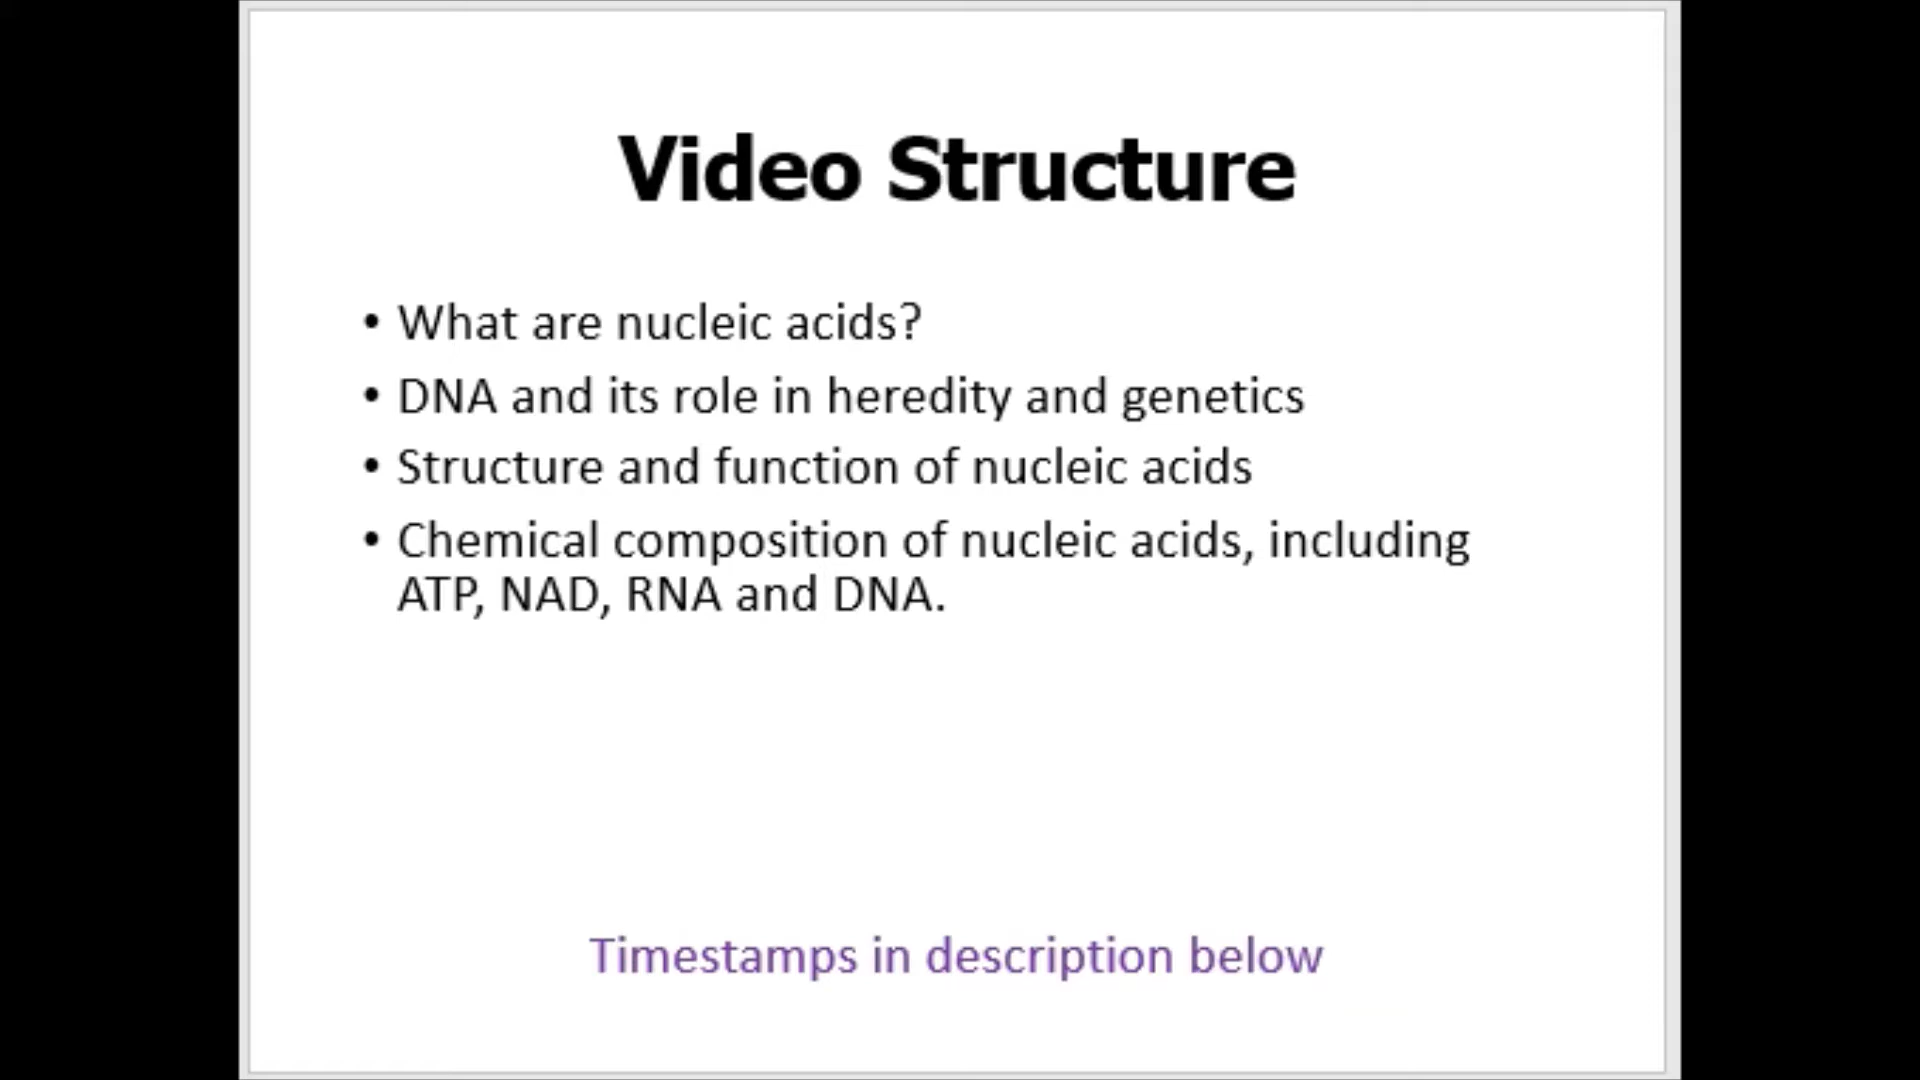 Video Structure
• What are nucleic acids?
• DNA and its role in heredity and genetics
• Structure and function of nucleic acids
• Chemical composition of nucleic acids, including
ATP, NAD, RNA and DNA.
Timestamps in description below